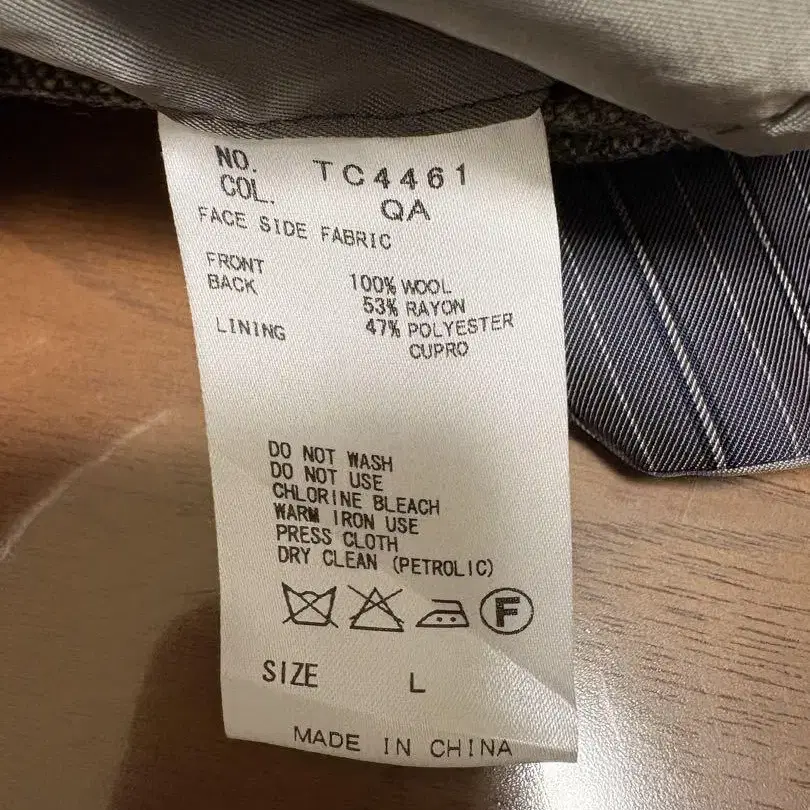 NO. TC4461
COL. QA
FACE SIDE FABRIC
FRONT 100% WOOL
BACK 53% RAYON
47% POLYESTER
LINING CUPRO
DO NOT WASH
DO NOT USE
CHLORINE BLEACH
WARM IRON USE
PRESS CLOTH
DRY CLEAN (PETROLIC)
F
SIZE L
MADE IN CHINA